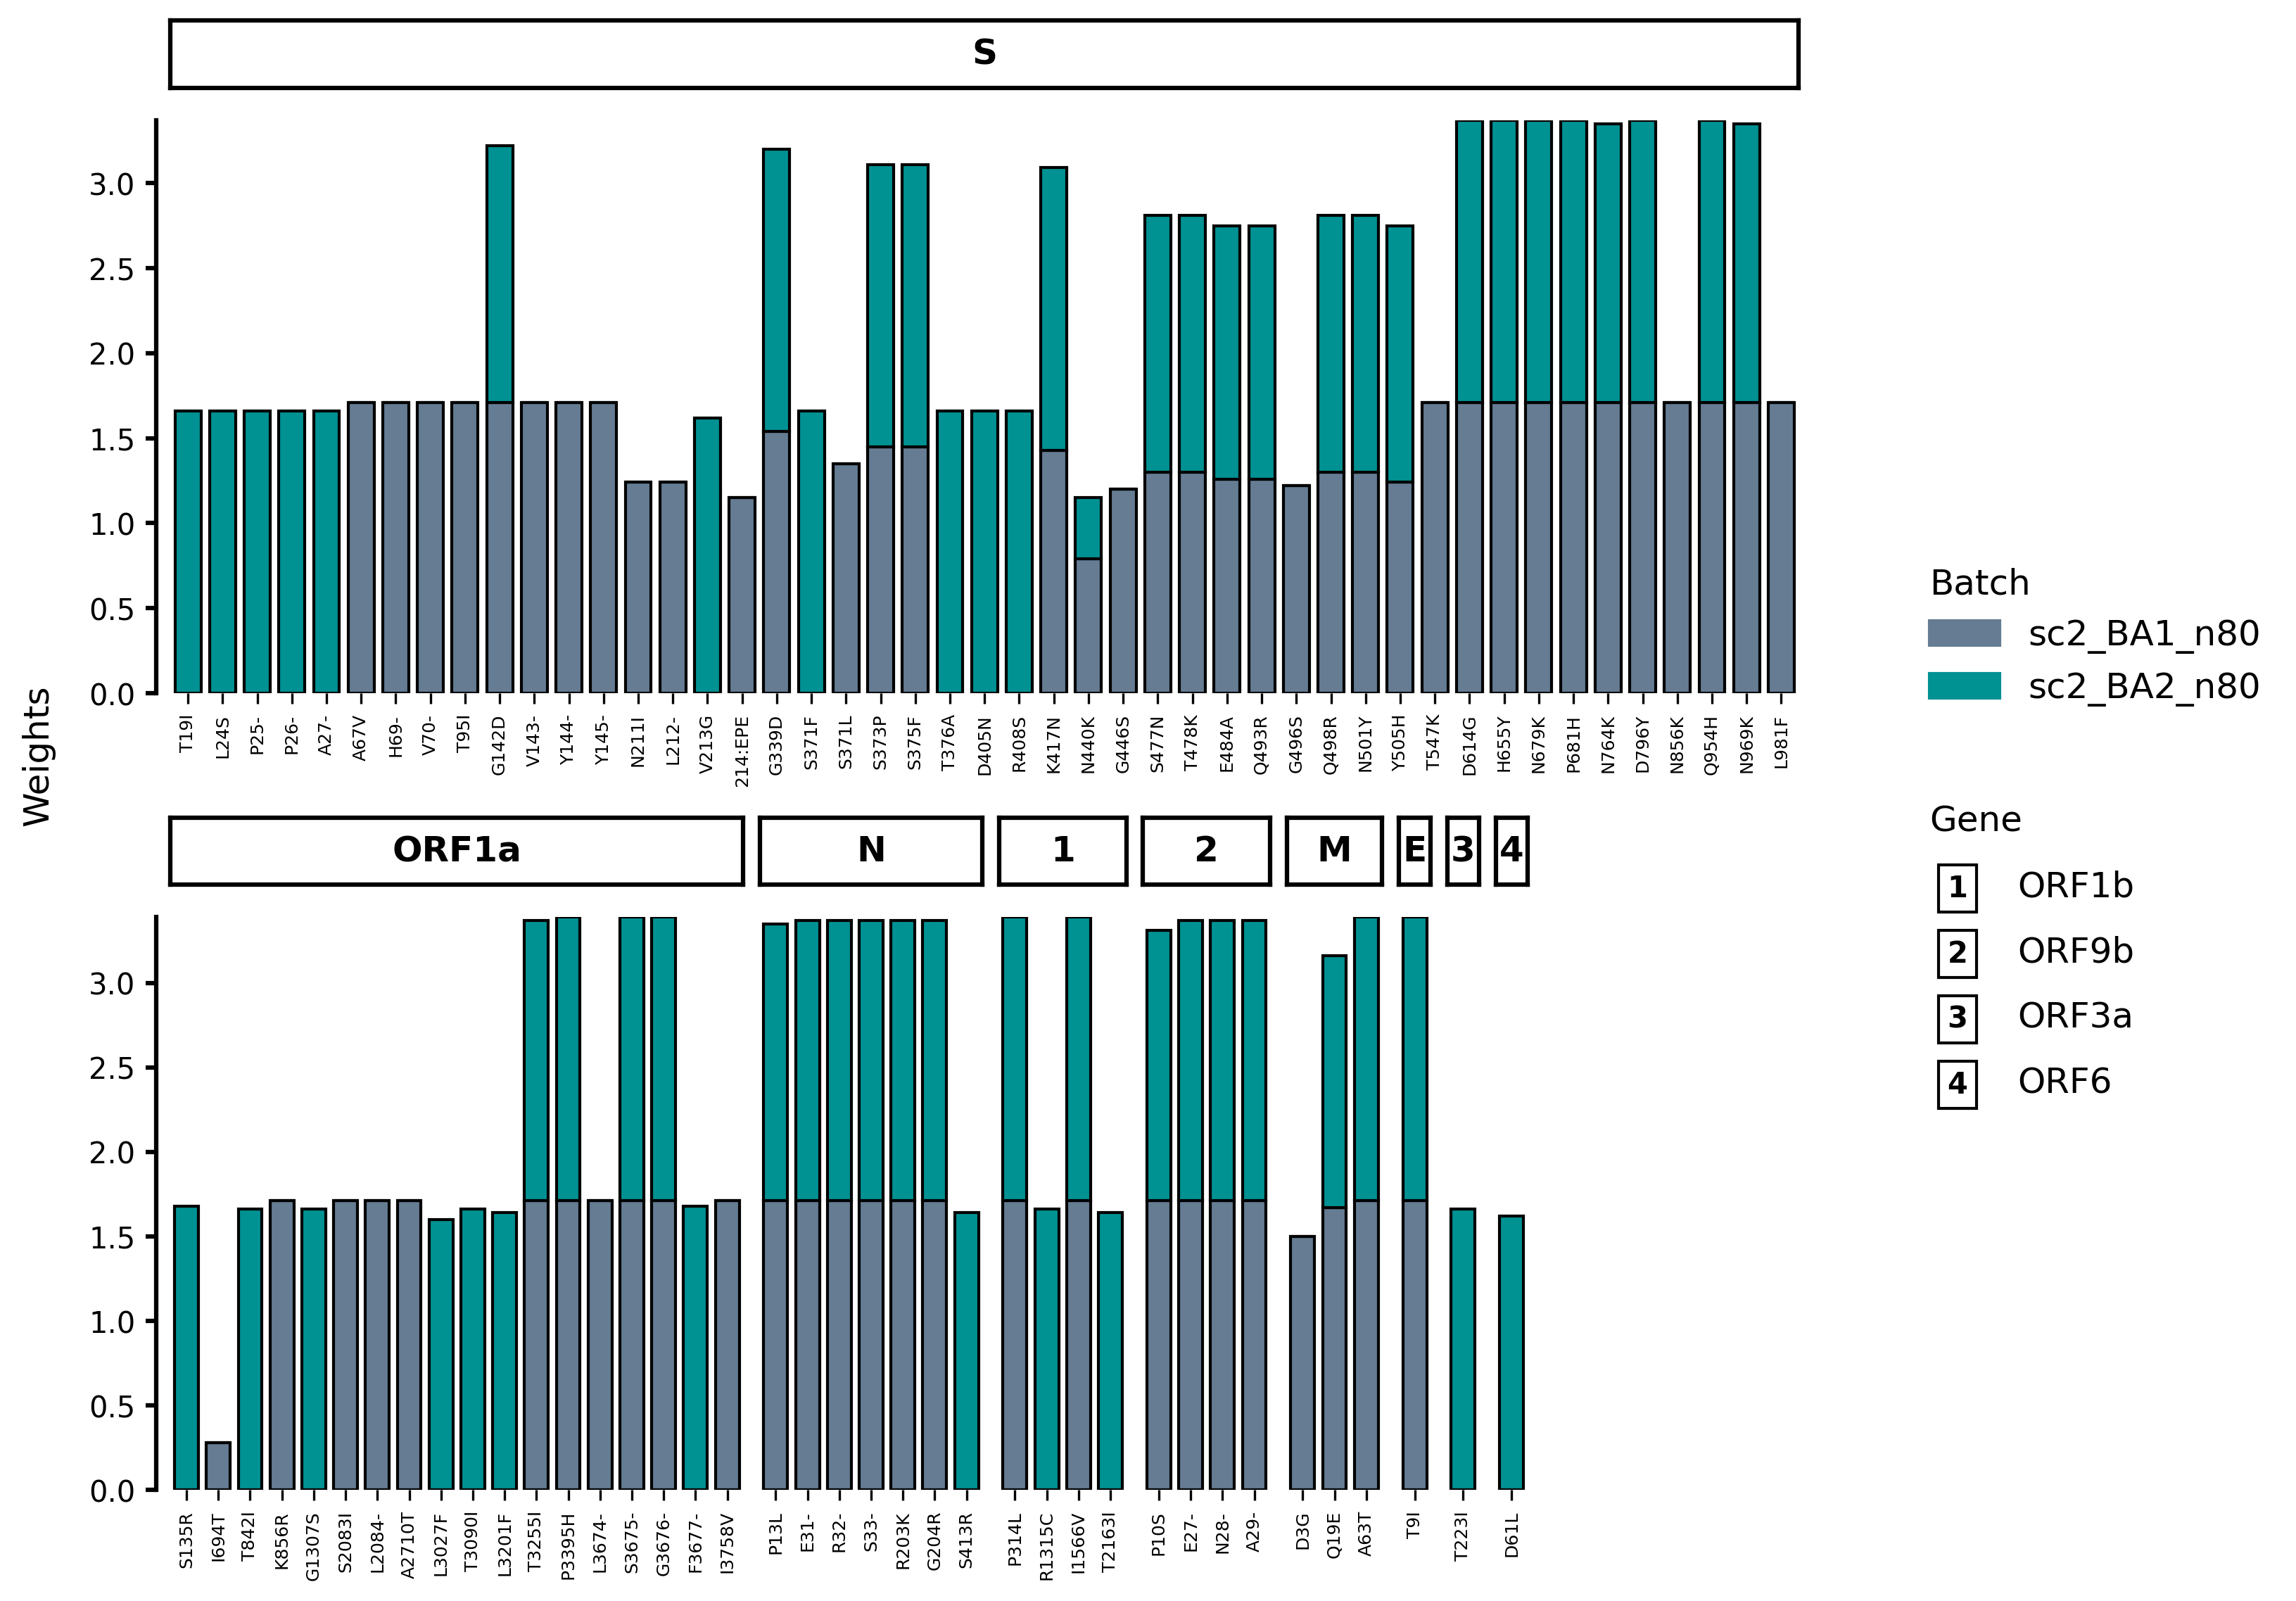 S
Weights
3.0
2.5
2.0
1.5
1.0
0.5
0.0
T19I L24S P25- P26- A27- A67V H69- V70- T95I G142D V143- Y144- Y145- N211I L212- V213G 214:EPE G339D S371F S371L S373P S375F T376A D405N R408S K417N N440K G446S S477N T478K E484A Q493R G496S Q498R N501Y Y505H T547K D614G H655Y N679K P681H N764K D796Y N856K Q954H N969K L981F
ORF1a N 1 2 M E 3 4
3.0
2.5
2.0
1.5
1.0
0.5
0.0
S135R I694T T842I K856R G1307S S2083I L2084- A2710T L3027F T3090I L3201F T3255I P3395H L3674- S3675- G3676- F3677- I3758V P13L E31- R32- S33- R203K G204R S413R P314L R1315C I1566V T2163I P10S E27- N28- A29- D3G Q19E A63T T9I T223I D61L
Batch
sc2_BA1_n80
sc2_BA2_n80
Gene
1 ORF1b
2 ORF9b
3 ORF3a
4 ORF6